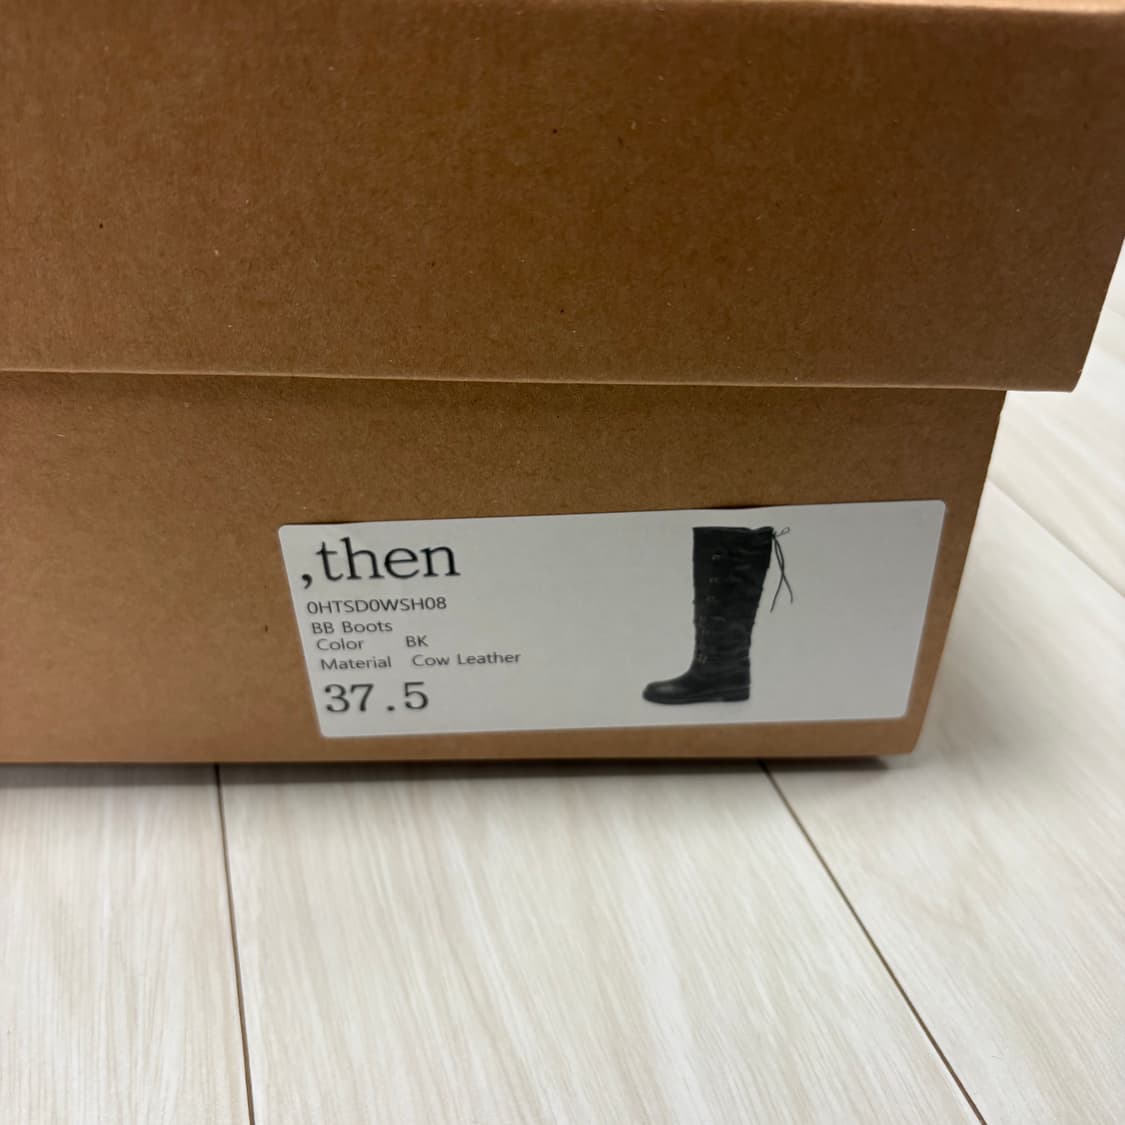 ,then
0HTSD0WSH08
BB Boots
Color BK
Material Cow Leather
37.5